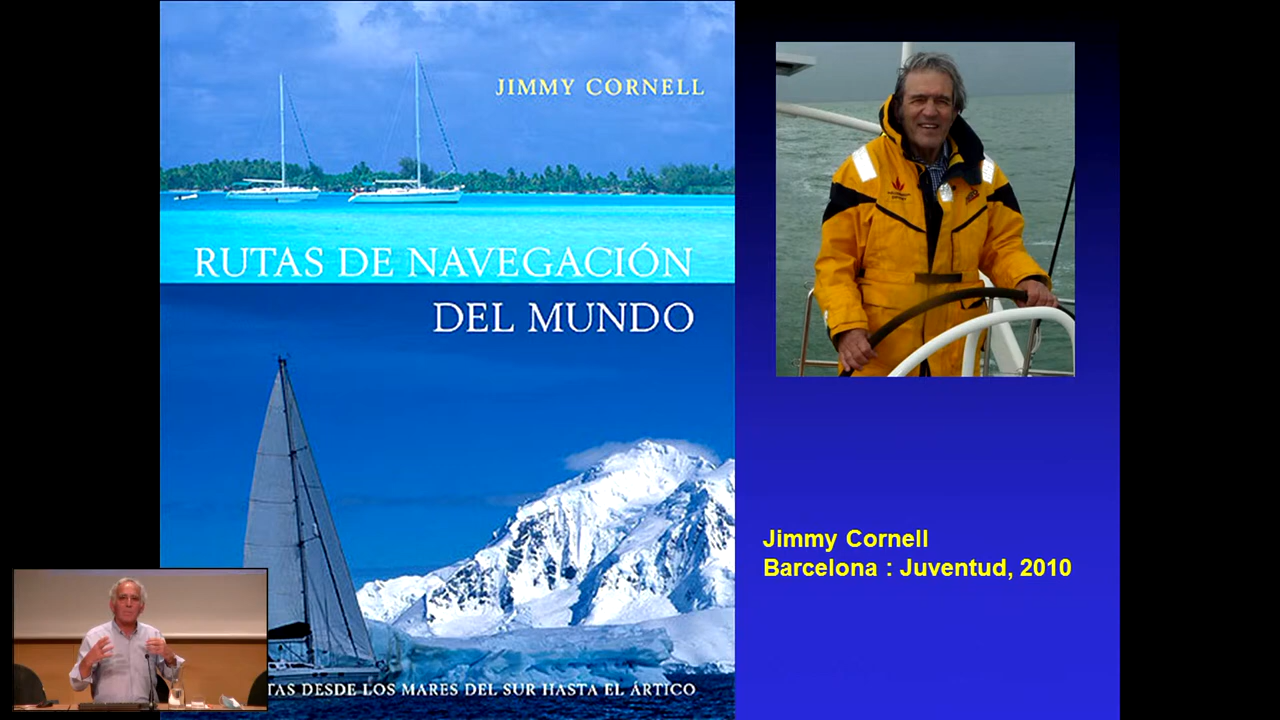 JIMMY CORNELL
RUTAS DE NAVEGACIÓN
DEL MUNDO
DESDE LOS MARES DEL SUR HASTA EL ÁRTICO
Jimmy Cornell
Barcelona : Juventud, 2010